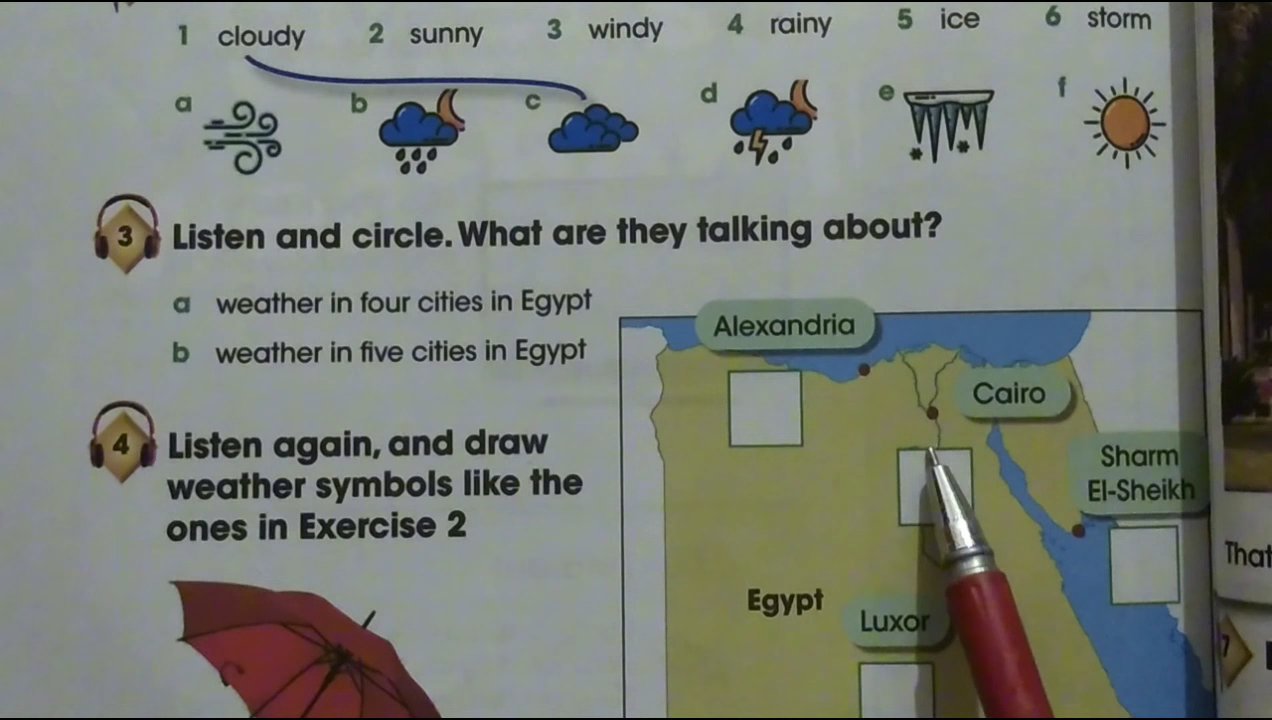 1 cloudy 2 sunny 3 windy 4 rainy 5 ice 6 storm
a b c d e f
3 Listen and circle. What are they talking about?
a weather in four cities in Egypt
b weather in five cities in Egypt
4 Listen again, and draw
weather symbols like the
ones in Exercise 2
Alexandria
Cairo
Sharm
El-Sheikh
Egypt
Luxor
That
7